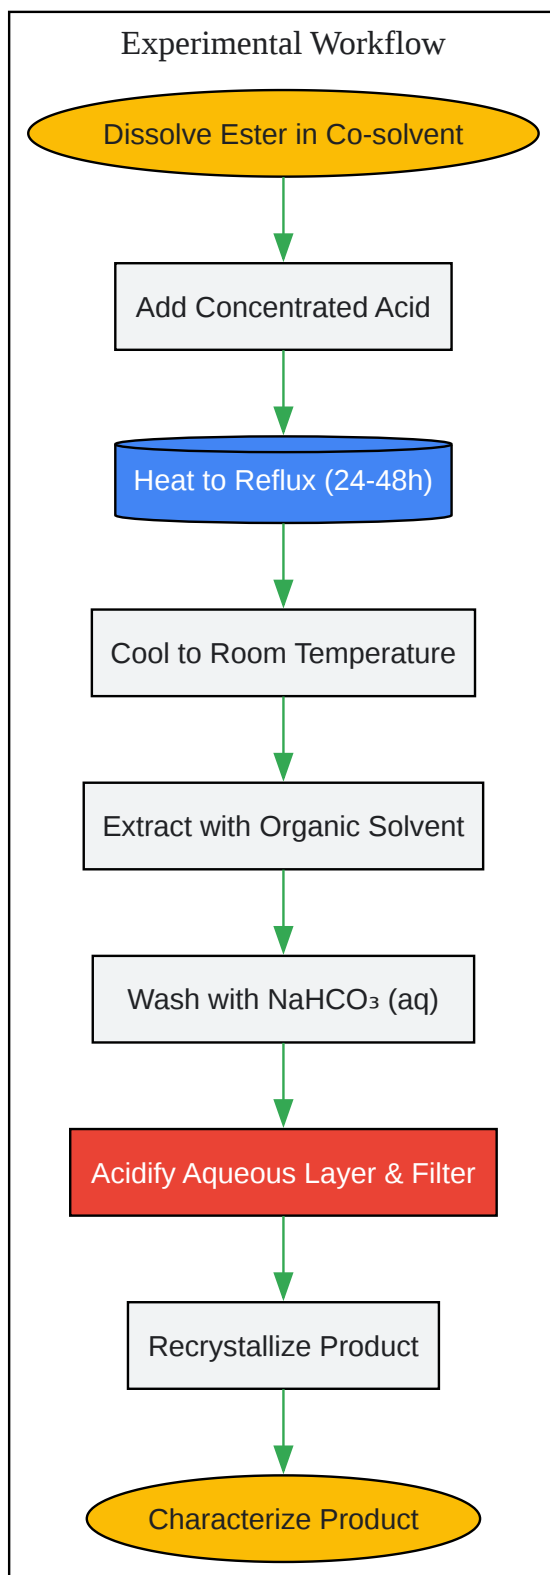 Experimental Workflow
Dissolve Ester in Co-solvent
Add Concentrated Acid
Heat to Reflux (24-48h)
Cool to Room Temperature
Extract with Organic Solvent
Wash with NaHCO₃ (aq)
Acidify Aqueous Layer & Filter
Recrystallize Product
Characterize Product